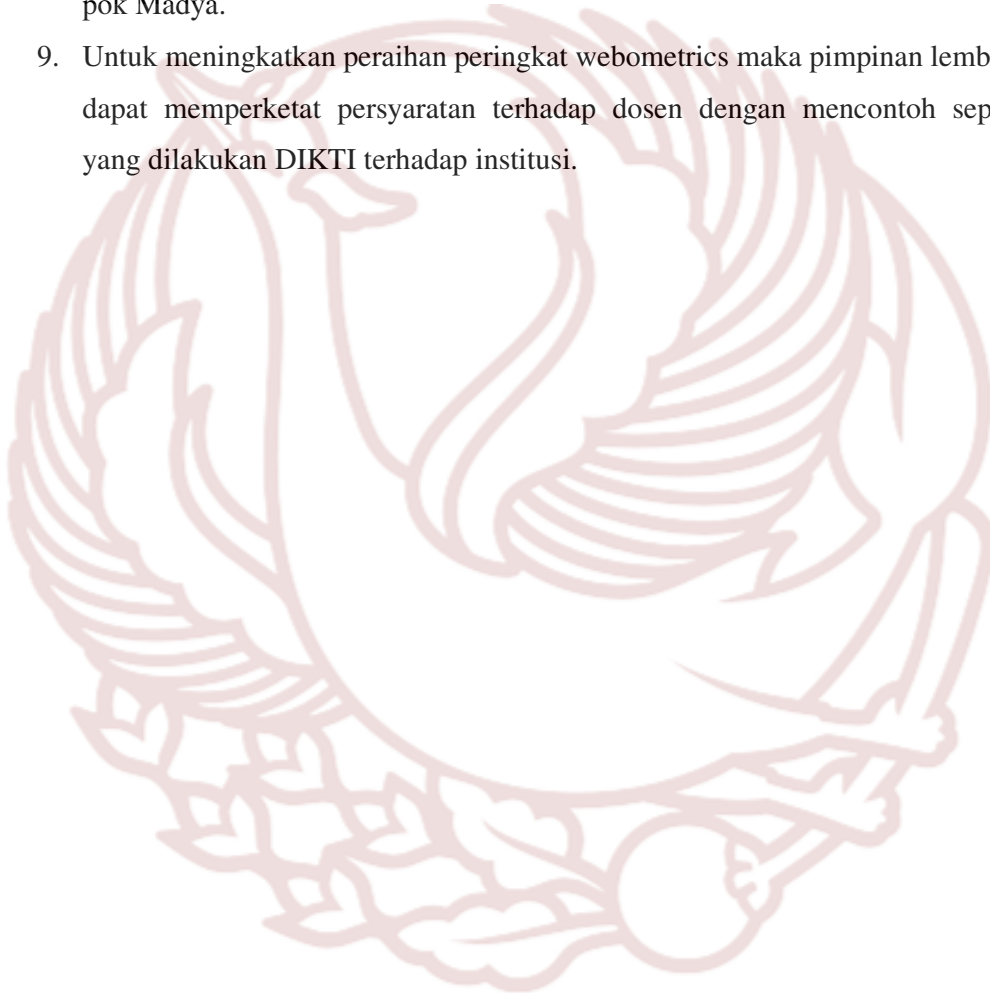 pok Madya.
9. Untuk meningkatkan peraihan peringkat webometrics maka pimpinan lemb
dapat memperketat persyaratan terhadap dosen dengan mencontoh sep
yang dilakukan DIKTI terhadap institusi.